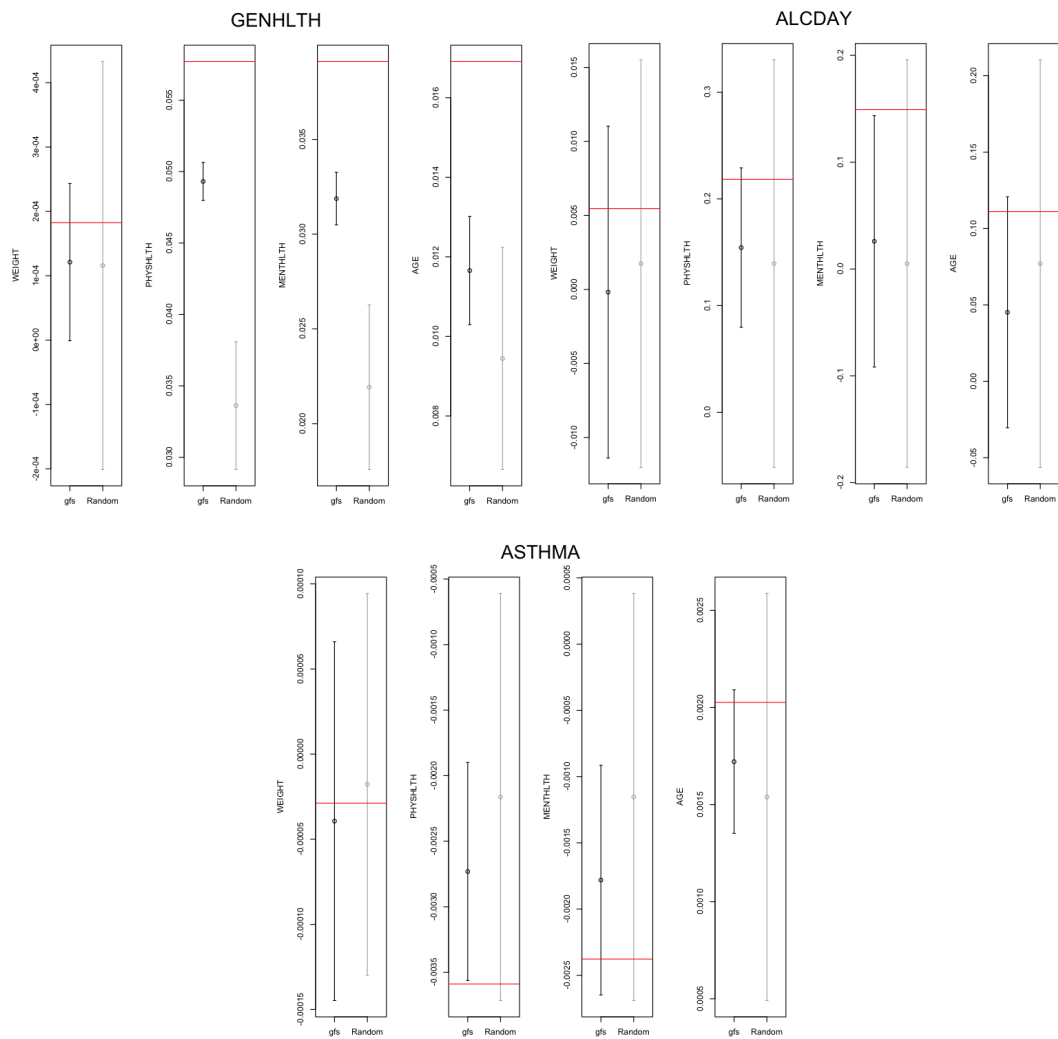 GENHLTH
WEIGHT
-2e-04 -1e-04 0e+00 1e-04 2e-04 3e-04 4e-04
gfs Random
PHYSHLTH
0.030 0.035 0.040 0.045 0.050 0.055
gfs Random
MENTHLTH
0.020 0.025 0.030 0.035
gfs Random
AGE
0.008 0.010 0.012 0.014 0.016
gfs Random
ALCDAY
WEIGHT
-0.010 -0.005 0.000 0.005 0.010 0.015
gfs Random
PHYSHLTH
0.0 0.1 0.2 0.3
gfs Random
MENTHLTH
-0.2 -0.1 0.0 0.1 0.2
gfs Random
AGE
-0.05 0.00 0.05 0.10 0.15 0.20
gfs Random
ASTHMA
WEIGHT
-0.00015 -0.00010 -0.00005 0.00000 0.00005 0.00010
gfs Random
PHYSHLTH
-0.0035 -0.0030 -0.0025 -0.0020 -0.0015 -0.0010 -0.0005
gfs Random
MENTHLTH
-0.0025 -0.0020 -0.0015 -0.0010 -0.0005 0.0000 0.0005
gfs Random
AGE
0.0005 0.0010 0.0015 0.0020 0.0025
gfs Random